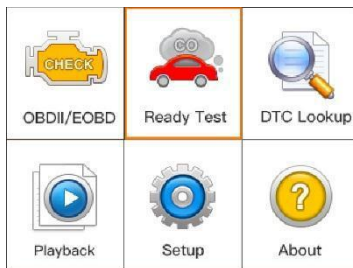 CHECK
CO
OBDII/EOBD
Ready Test
DTC Lookup
?
Playback
Setup
About